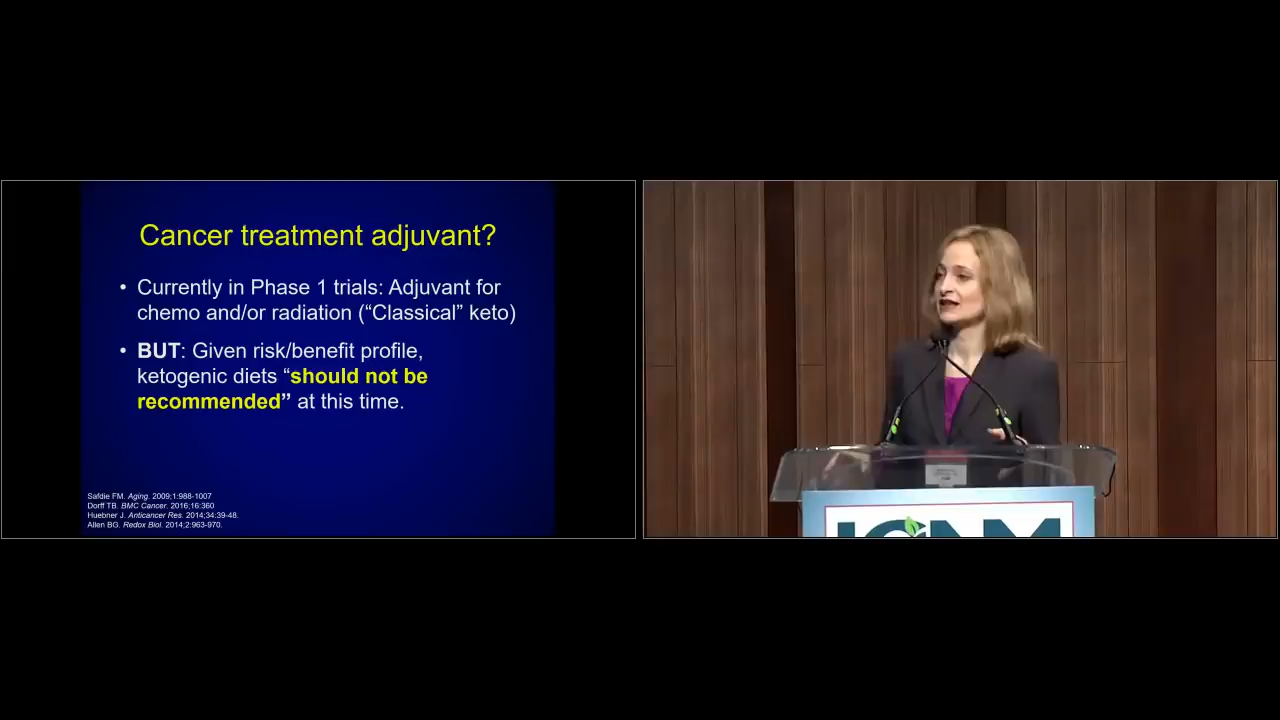 Cancer treatment adjuvant?
• Currently in Phase 1 trials: Adjuvant for
chemo and/or radiation (“Classical” keto)
• BUT: Given risk/benefit profile,
ketogenic diets “should not be
recommended” at this time.
Safdie FM. Aging. 2009;1:988-1007
Dorff TB. BMC Cancer. 2016;16:360
Huebner J. Anticancer Res. 2014;34:39-48.
Allen BG. Redox Biol. 2014;2:963-970.
ICNM